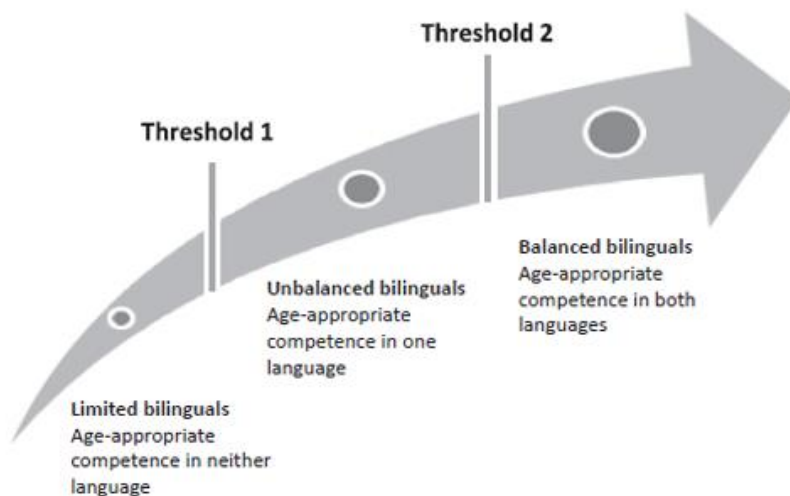 Threshold 2
Threshold 1
Balanced bilinguals
Age-appropriate
competence in both
languages
Unbalanced bilinguals
Age-appropriate
competence in one
language
Limited bilinguals
Age-appropriate
competence in neither
language